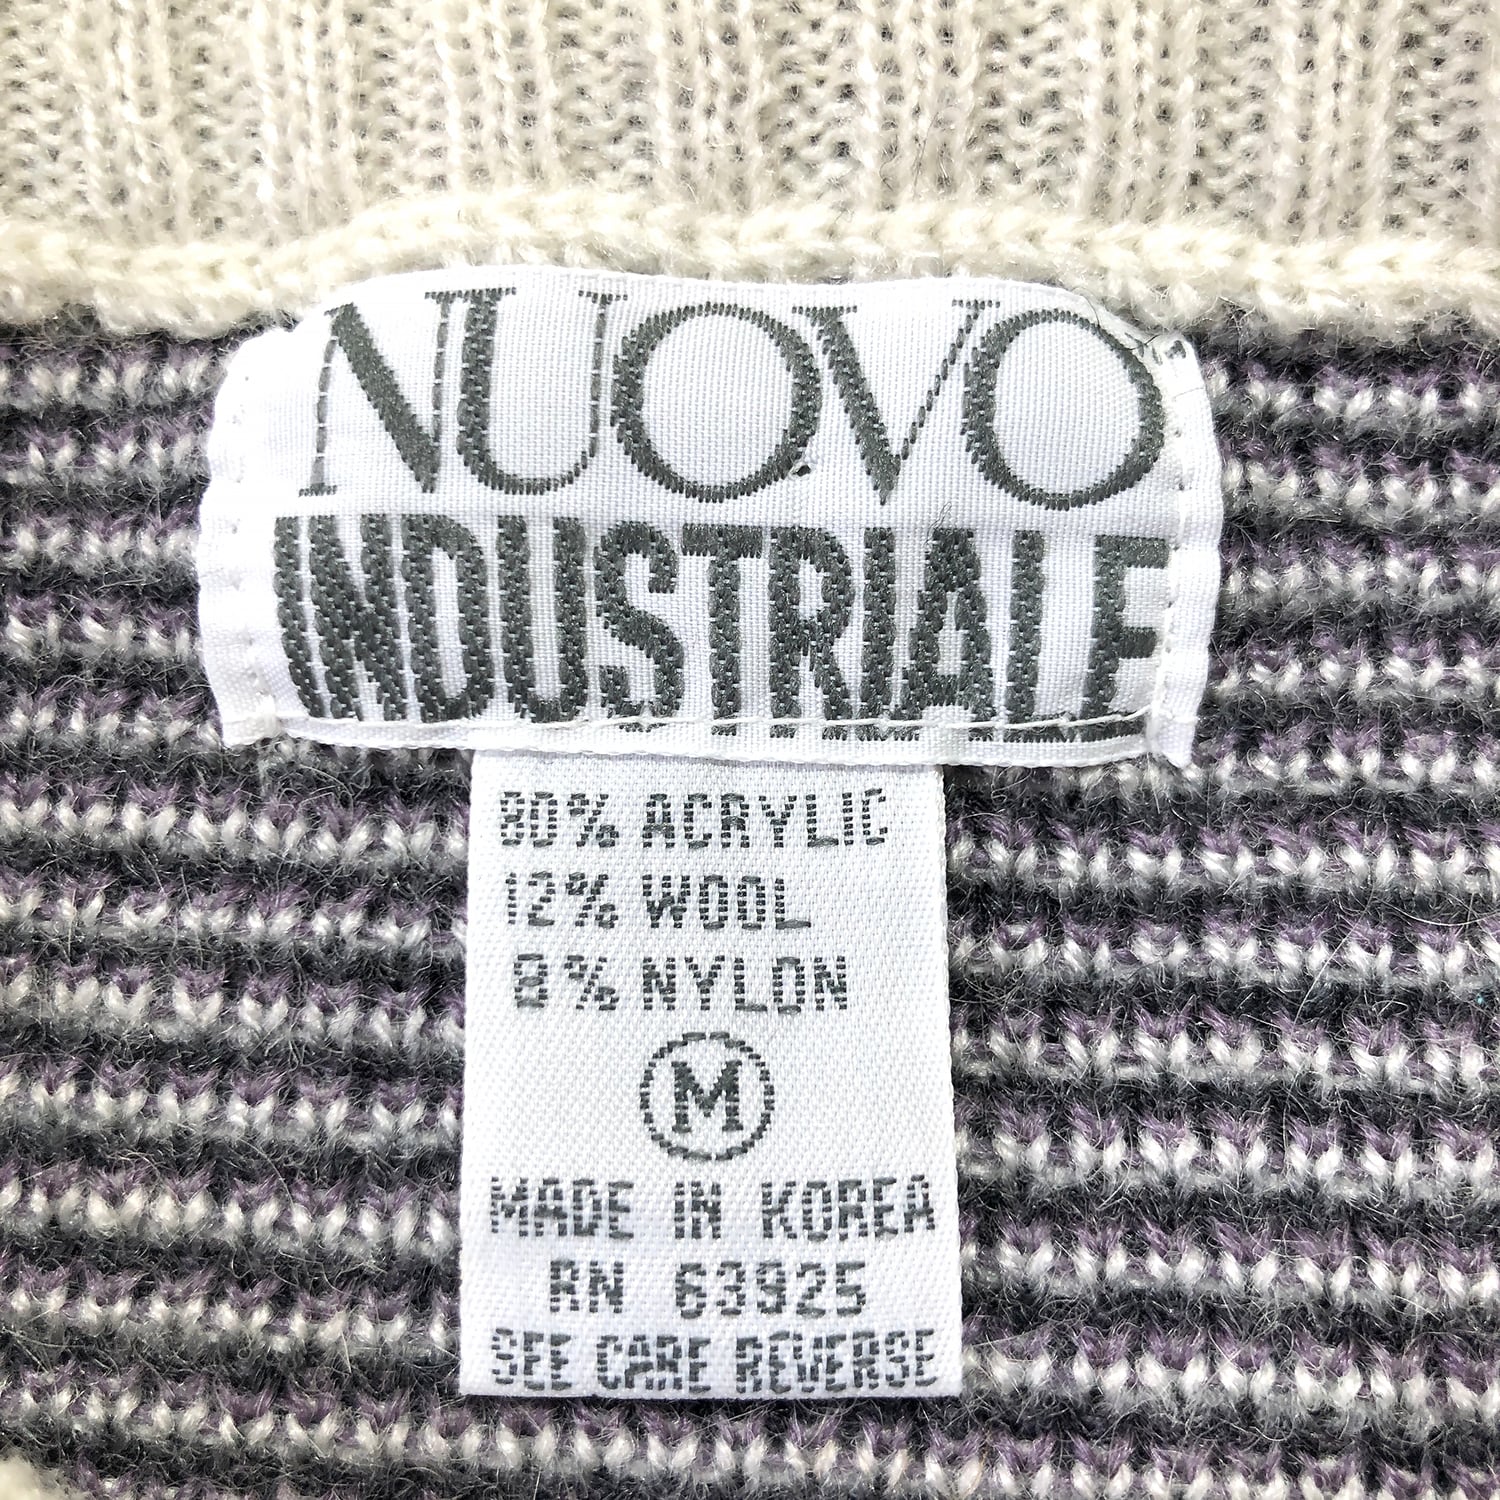 NUOVO
INDUSTRIALE
80% ACRYLIC
12% WOOL
8% NYLON
M
MADE IN KOREA
RN 63925
SEE CARE REVERSE